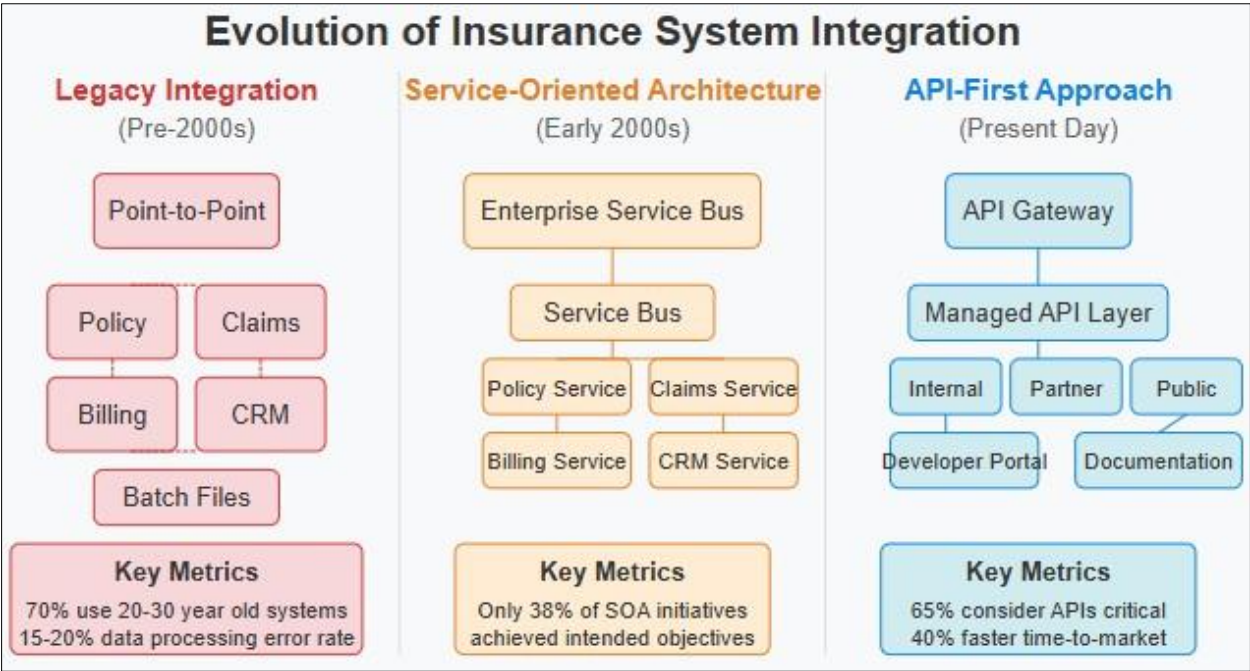 Evolution of Insurance System Integration
Legacy Integration
(Pre-2000s)
Point-to-Point
Policy
Claims
Billing
CRM
Batch Files
Key Metrics
70% use 20-30 year old systems
15-20% data processing error rate
Service-Oriented Architecture
(Early 2000s)
Enterprise Service Bus
Service Bus
Policy Service
Claims Service
Billing Service
CRM Service
Key Metrics
Only 38% of SOA initiatives
achieved intended objectives
API-First Approach
(Present Day)
API Gateway
Managed API Layer
Internal
Partner
Public
Developer Portal
Documentation
Key Metrics
65% consider APIs critical
40% faster time-to-market